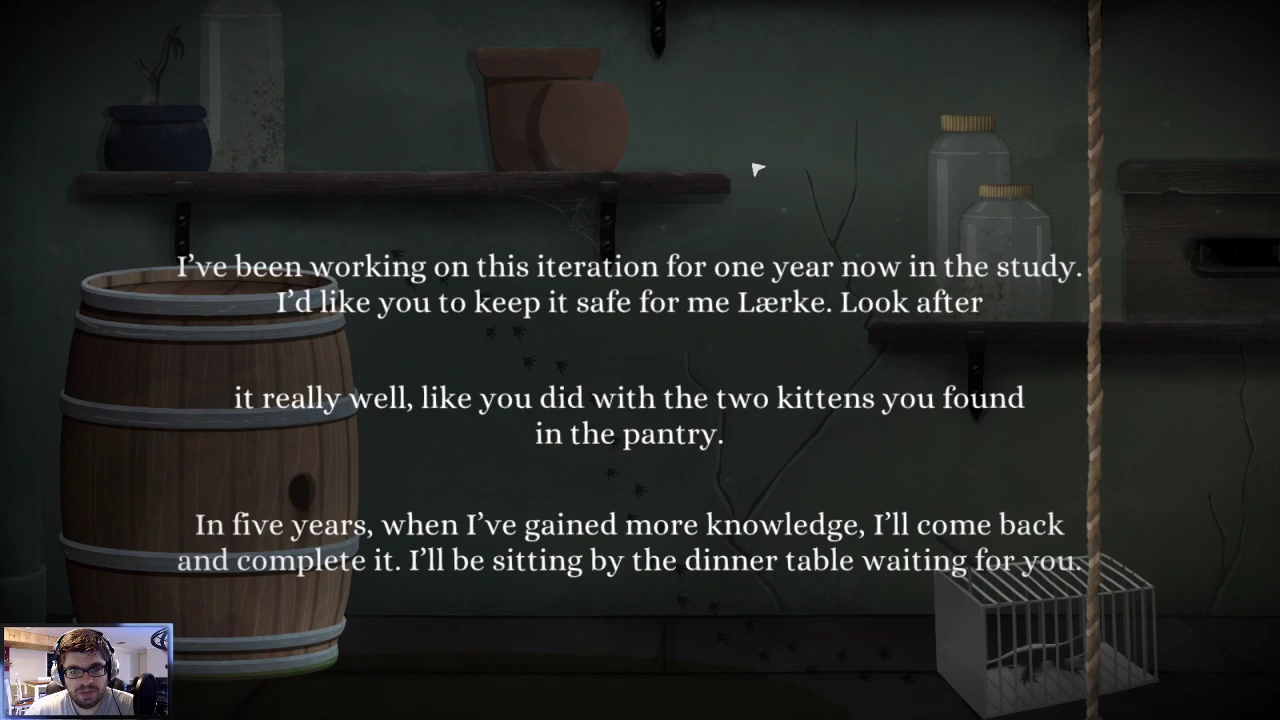 I've been working on this iteration for one year now in the study.
I'd like you to keep it safe for me Lærke. Look after
it really well, like you did with the two kittens you found
in the pantry.
In five years, when I've gained more knowledge, I'll come back
and complete it. I'll be sitting by the dinner table waiting for you.